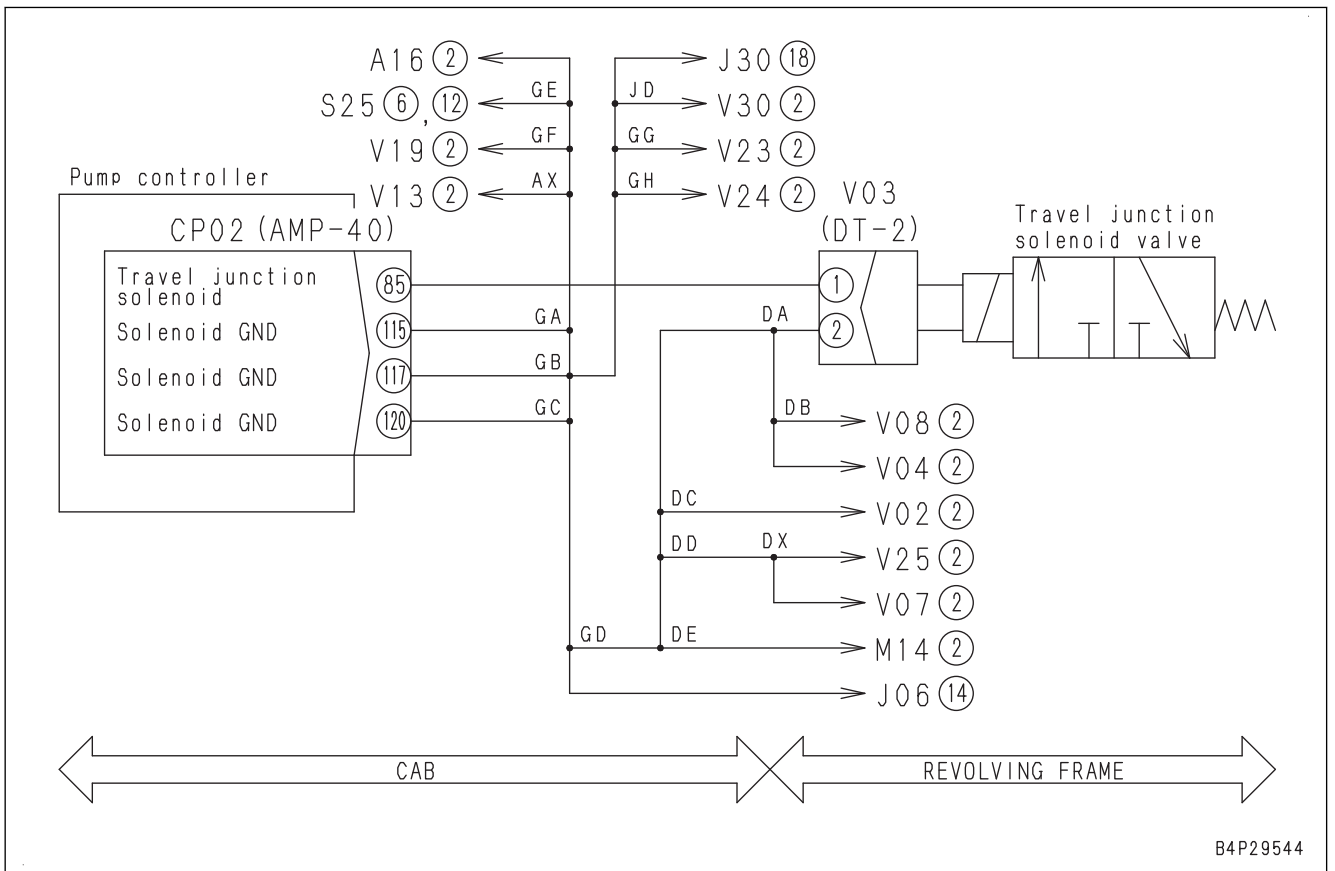 A16 ② J30 ⑱
GE JD
S25 ⑥, ⑫ V30 ②
GF GG
V19 ② V23 ②
AX GH
V13 ② V24 ②
Pump controller
CP02 (AMP-40)
V03
(DT-2)
Travel junction
solenoid valve
Travel junction
solenoid
85 1
Solenoid GND 115 GA DA 2
Solenoid GND 117 GB
Solenoid GND 120 GC
DB V08 ②
V04 ②
DC V02 ②
DD DX V25 ②
V07 ②
GD DE M14 ②
J06 ⑭
CAB REVOLVING FRAME
B4P29544